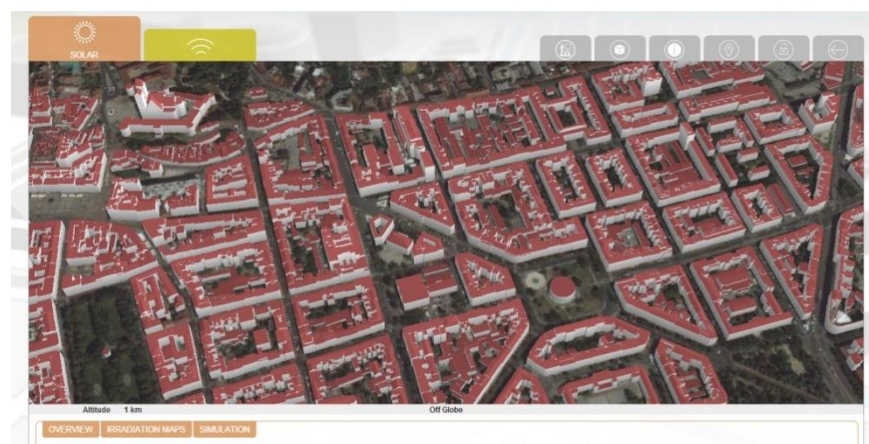 SOLAR
Altitude 1 km Off Globe
OVERVIEW IRRADIATION MAPS SIMULATION